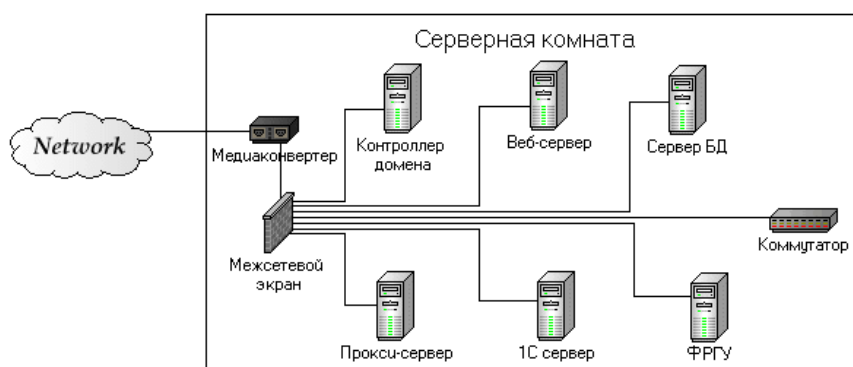 Серверная комната
Network
Медиаконвертер
Контроллер
домена
Веб-сервер
Сервер БД
Межсетевой
экран
Коммутатор
Прокси-сервер
1С сервер
ФРГУ